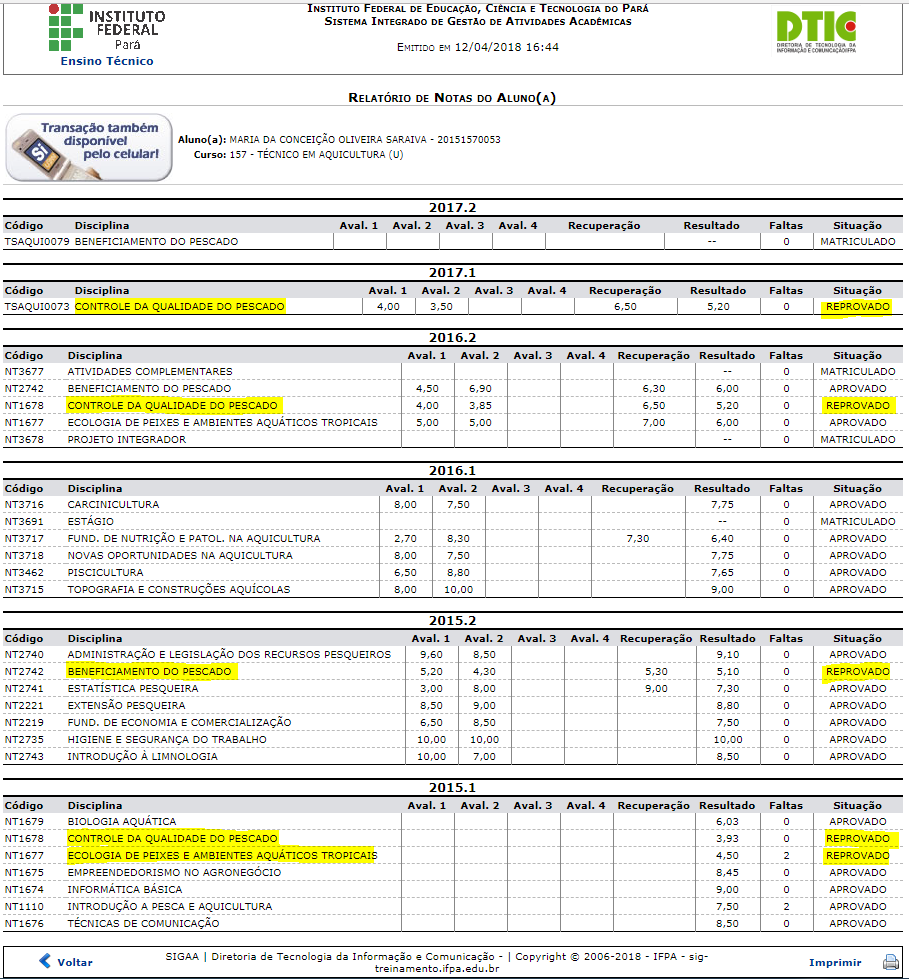 INSTITUTO
FEDERAL
Pará
Ensino Técnico
Instituto Federal de Educação, Ciência e Tecnologia do Pará
Sistema Integrado de Gestão de Atividades Acadêmicas
Emitido em 12/04/2018 16:44
DTIC
DIRETORIA DE TECNOLOGIA DA
INFORMAÇÃO E COMUNICAÇÃO/IFPA
Relatório de Notas do Aluno(a)
Transação também
disponível
pelo celular!
Si
Aluno(a): MARIA DA CONCEIÇÃO OLIVEIRA SARAIVA - 20151570053
Curso: 157 - TÉCNICO EM AQUICULTURA (U)
2017.2
Código Disciplina Aval. 1 Aval. 2 Aval. 3 Aval. 4 Recuperação Resultado Faltas Situação
TSAQUI0079 BENEFICIAMENTO DO PESCADO -- 0 MATRICULADO
2017.1
Código Disciplina Aval. 1 Aval. 2 Aval. 3 Aval. 4 Recuperação Resultado Faltas Situação
TSAQUI0073 CONTROLE DA QUALIDADE DO PESCADO 4,00 3,50 6,50 5,20 0 REPROVADO
2016.2
Código Disciplina Aval. 1 Aval. 2 Aval. 3 Aval. 4 Recuperação Resultado Faltas Situação
NT3677 ATIVIDADES COMPLEMENTARES -- 0 MATRICULADO
NT2742 BENEFICIAMENTO DO PESCADO 4,50 6,90 6,30 6,00 0 APROVADO
NT1678 CONTROLE DA QUALIDADE DO PESCADO 4,00 3,85 6,50 5,20 0 REPROVADO
NT1677 ECOLOGIA DE PEIXES E AMBIENTES AQUÁTICOS TROPICAIS 5,00 5,00 7,00 6,00 0 APROVADO
NT3678 PROJETO INTEGRADOR -- 0 MATRICULADO
2016.1
Código Disciplina Aval. 1 Aval. 2 Aval. 3 Aval. 4 Recuperação Resultado Faltas Situação
NT3716 CARCINICULTURA 8,00 7,50 7,75 0 APROVADO
NT3691 ESTÁGIO -- 0 MATRICULADO
NT3717 FUND. DE NUTRIÇÃO E PATOL. NA AQUICULTURA 2,70 8,30 7,30 6,40 0 APROVADO
NT3718 NOVAS OPORTUNIDADES NA AQUICULTURA 8,00 7,50 7,75 0 APROVADO
NT3462 PISCICULTURA 6,50 8,80 7,65 0 APROVADO
NT3715 TOPOGRAFIA E CONSTRUÇÕES AQUÍCOLAS 8,00 10,00 9,00 0 APROVADO
2015.2
Código Disciplina Aval. 1 Aval. 2 Aval. 3 Aval. 4 Recuperação Resultado Faltas Situação
NT2740 ADMINISTRAÇÃO E LEGISLAÇÃO DOS RECURSOS PESQUEIROS 9,60 8,50 9,10 0 APROVADO
NT2742 BENEFICIAMENTO DO PESCADO 5,20 4,30 5,30 5,10 0 REPROVADO
NT2741 ESTATÍSTICA PESQUEIRA 3,00 8,00 9,00 7,30 0 APROVADO
NT2221 EXTENSÃO PESQUEIRA 8,50 9,00 8,80 0 APROVADO
NT2219 FUND. DE ECONOMIA E COMERCIALIZAÇÃO 6,50 8,50 7,50 0 APROVADO
NT2735 HIGIENE E SEGURANÇA DO TRABALHO 10,00 10,00 10,00 0 APROVADO
NT2743 INTRODUÇÃO À LIMNOLOGIA 10,00 7,00 8,50 0 APROVADO
2015.1
Código Disciplina Aval. 1 Aval. 2 Aval. 3 Aval. 4 Recuperação Resultado Faltas Situação
NT1679 BIOLOGIA AQUÁTICA 6,03 0 APROVADO
NT1678 CONTROLE DA QUALIDADE DO PESCADO 3,93 0 REPROVADO
NT1677 ECOLOGIA DE PEIXES E AMBIENTES AQUÁTICOS TROPICAIS 4,50 2 REPROVADO
NT1675 EMPREENDEDORISMO NO AGRONEGÓCIO 8,45 0 APROVADO
NT1674 INFORMÁTICA BÁSICA 9,00 0 APROVADO
NT1110 INTRODUÇÃO A PESCA E AQUICULTURA 7,50 2 APROVADO
NT1676 TÉCNICAS DE COMUNICAÇÃO 8,50 0 APROVADO
Voltar
SIGAA | Diretoria de Tecnologia da Informação e Comunicação - | Copyright © 2006-2018 - IFPA - sig-
treinamento.ifpa.edu.br
Imprimir